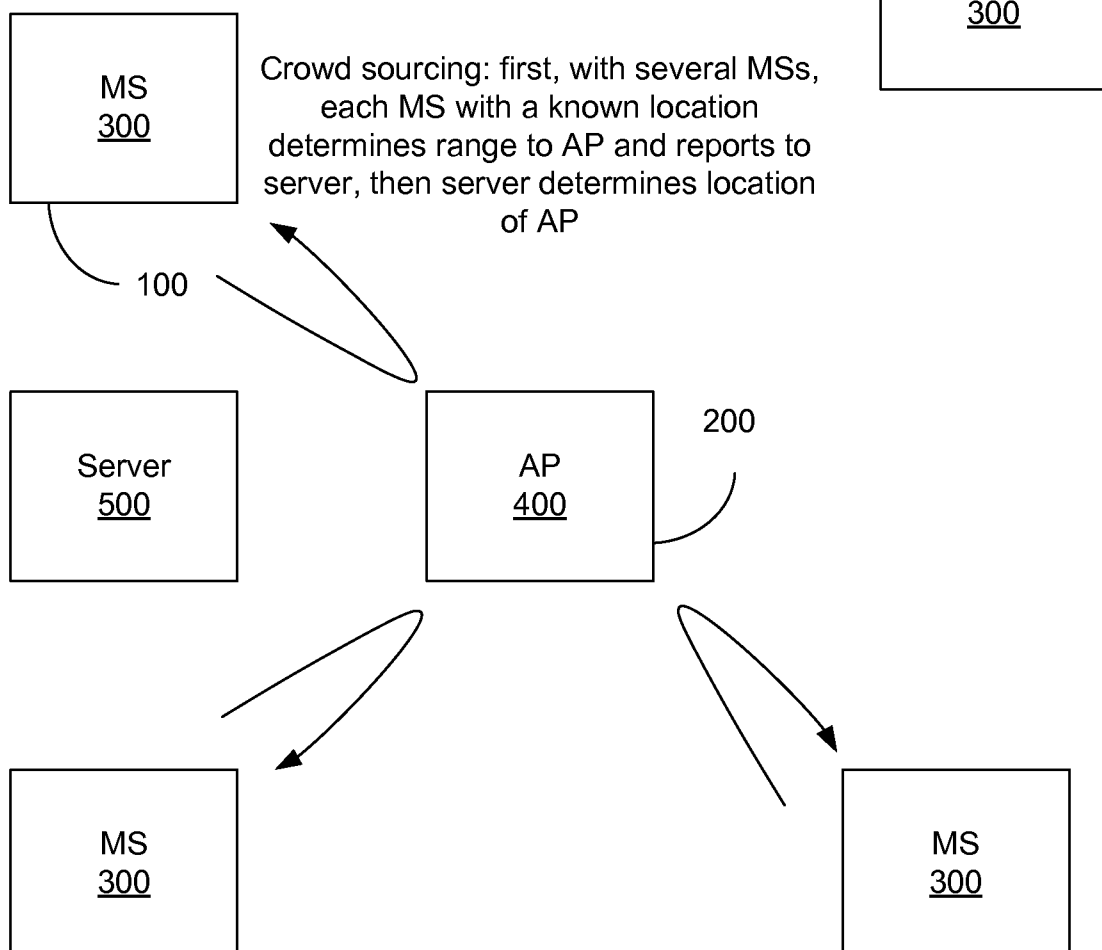 300
MS
300
Crowd sourcing: first, with several MSs,
each MS with a known location
determines range to AP and reports to
server, then server determines location
of AP
100
200
Server
500
AP
400
MS
300
MS
300